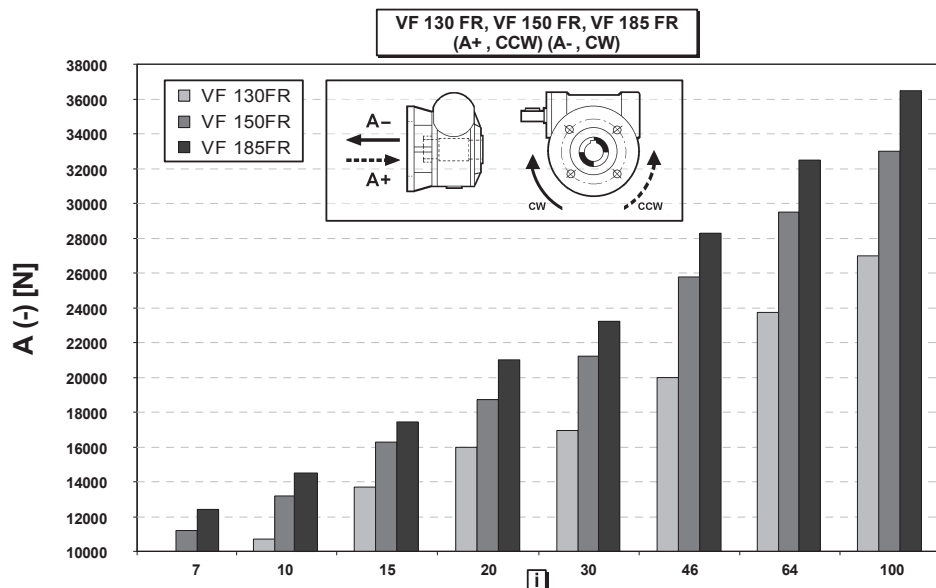 VF 130 FR, VF 150 FR, VF 185 FR
(A+ , CCW) (A- , CW)
A (-) [N]
38000
36000
34000
32000
30000
28000
26000
24000
22000
20000
18000
16000
14000
12000
10000
VF 130FR
VF 150FR
VF 185FR
A–
A+
CW
CCW
7 10 15 20 30 46 64 100
i